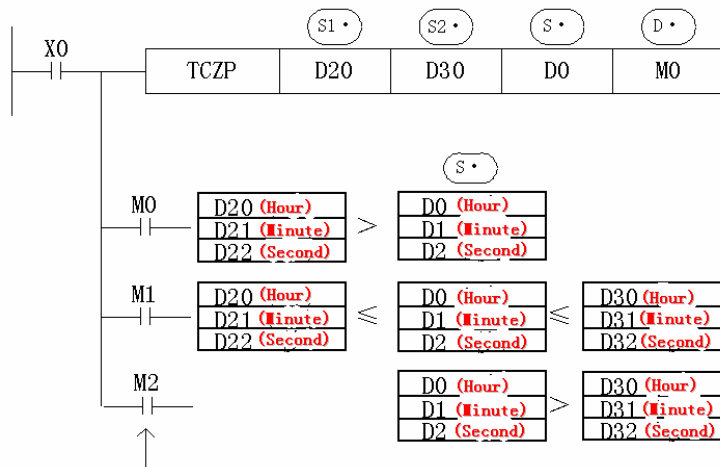 S1· S2· S· D·
X0
TCZP D20 D30 D0 M0
S·
M0 D20 (Hour) > D0 (Hour)
D21 (Minute) D1 (Minute)
D22 (Second) D2 (Second)
M1 D20 (Hour) ≤ D0 (Hour) ≤ D30 (Hour)
D21 (Minute) D1 (Minute) D31 (Minute)
D22 (Second) D2 (Second) D32 (Second)
M2 D0 (Hour) > D30 (Hour)
D1 (Minute) D31 (Minute)
D2 (Second) D32 (Second)